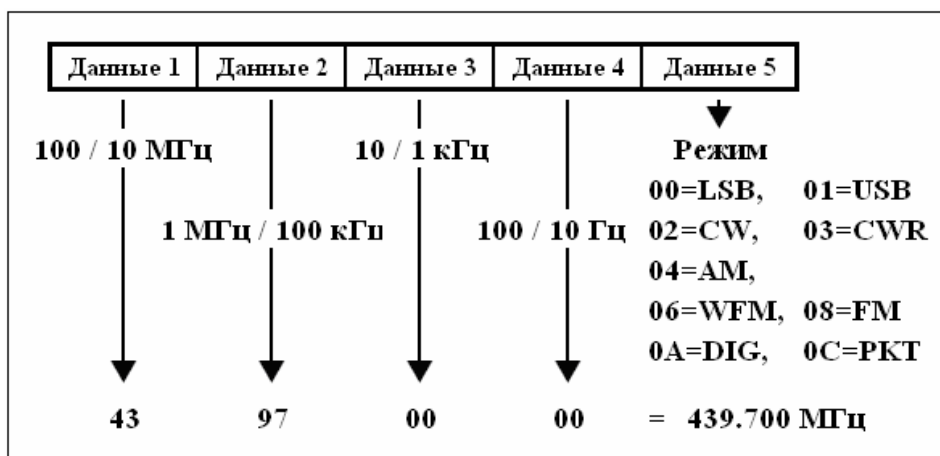 Данные 1 Данные 2 Данные 3 Данные 4 Данные 5
100 / 10 МГц 10 / 1 кГц Режим
00=LSB, 01=USB
1 МГц / 100 кГц 100 / 10 Гц 02=CW, 03=CWR
04=AM,
06=WFM, 08=FM
0A=DIG, 0C=PKT
43 97 00 00 = 439.700 МГц